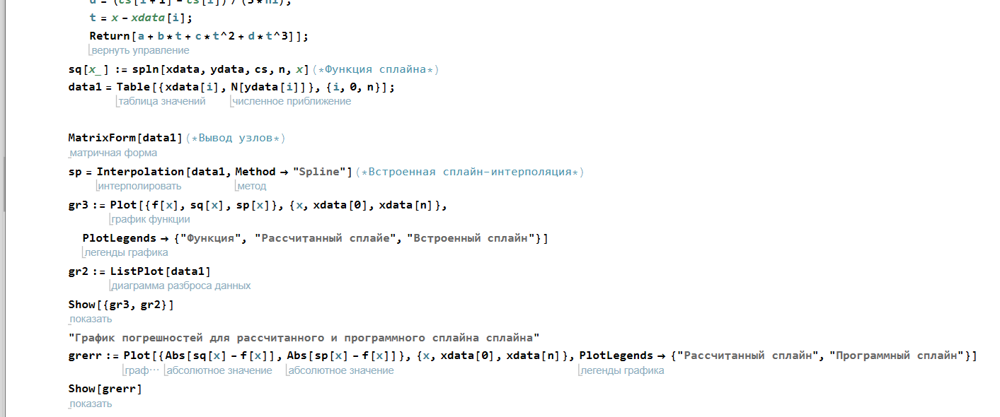 d = (cs[i + 1] - cs[i]) / (3 * hi);
t = x - xdata[i];
Return[a + b * t + c * t^2 + d * t^3]];
вернуть управление
sq[x_] := spln[xdata, ydata, cs, n, x] (*Функция сплайна*)
data1 = Table[{xdata[i], N[ydata[i]]}, {i, 0, n}];
таблица значений численное приближение
MatrixForm[data1] (*Вывод узлов*)
матричная форма
sp = Interpolation[data1, Method → "Spline"] (*Встроенная сплайн-интерполяция*)
интерполировать метод
gr3 := Plot[{f[x], sq[x], sp[x]}, {x, xdata[0], xdata[n]},
график функции
PlotLegends → {"Функция", "Рассчитанный сплайе", "Встроенный сплайн"}]
легенды графика
gr2 := ListPlot[data1]
диаграмма разброса данных
Show[{gr3, gr2}]
показать
"График погрешностей для рассчитанного и программного сплайна сплайна"
grerr := Plot[{Abs[sq[x] - f[x]], Abs[sp[x] - f[x]]}, {x, xdata[0], xdata[n]}, PlotLegends → {"Рассчитанный сплайн", "Программный сплайн"}]
граф⋯ абсолютное значение абсолютное значение легенды графика
Show[grerr]
показать